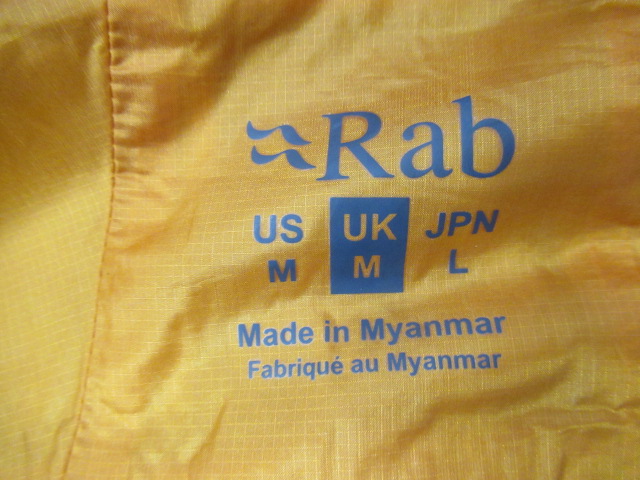 Rab
US UK JPN
M M L
Made in Myanmar
Fabriqué au Myanmar